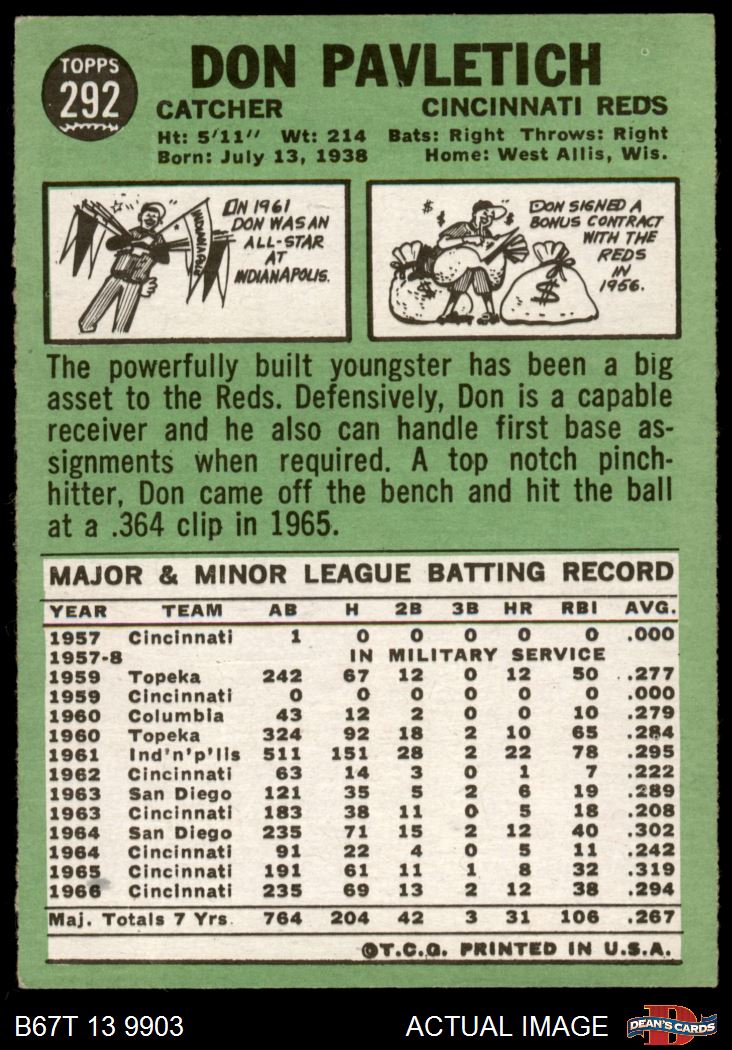 TOPPS
292
DON PAVLETICH
CATCHER CINCINNATI REDS
Ht: 5'11" Wt: 214 Bats: Right Throws: Right
Born: July 13, 1938 Home: West Allis, Wis.
IN 1961
DON WAS AN
ALL-STAR
AT
INDIANAPOLIS.
INDIANAPOLIS
DON SIGNED A
BONUS CONTRACT
WITH THE
REDS
IN
1956.
$ $ $ $ $
The powerfully built youngster has been a big
asset to the Reds. Defensively, Don is a capable
receiver and he also can handle first base as-
signments when required. A top notch pinch-
hitter, Don came off the bench and hit the ball
at a .364 clip in 1965.
MAJOR & MINOR LEAGUE BATTING RECORD
YEAR TEAM AB H 2B 3B HR RBI AVG.
1957 Cincinnati 1 0 0 0 0 0 .000
1957-8 IN MILITARY SERVICE
1959 Topeka 242 67 12 0 12 50 .277
1959 Cincinnati 0 0 0 0 0 0 .000
1960 Columbia 43 12 2 0 0 10 .279
1960 Topeka 324 92 18 2 10 65 .284
1961 Ind'n'p'lis 511 151 28 2 22 78 .295
1962 Cincinnati 63 14 3 0 1 7 .222
1963 San Diego 121 35 5 2 6 19 .289
1963 Cincinnati 183 38 11 0 5 18 .208
1964 San Diego 235 71 15 2 12 40 .302
1964 Cincinnati 91 22 4 0 5 11 .242
1965 Cincinnati 191 61 11 1 8 32 .319
1966 Cincinnati 235 69 13 2 12 38 .294
Maj. Totals 7 Yrs. 764 204 42 3 31 106 .267
©T.C.G. PRINTED IN U.S.A.
B67T 13 9903 ACTUAL IMAGE D DEAN'S CARDS